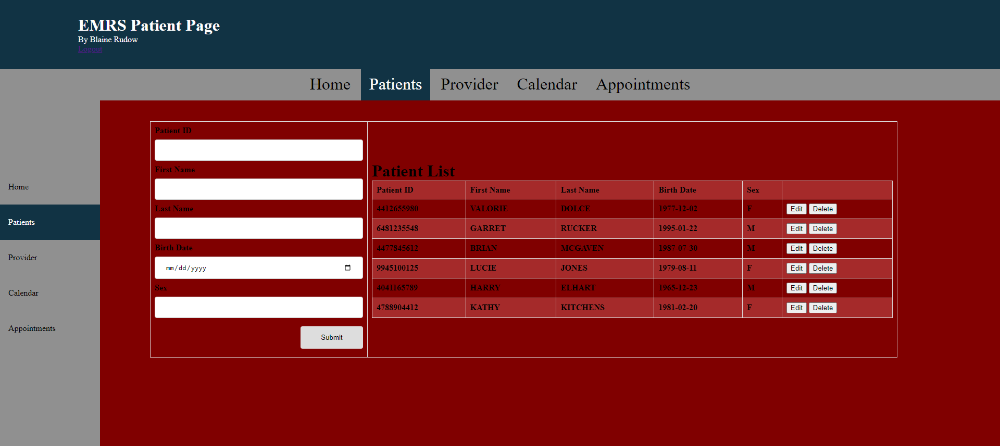 EMRS Patient Page
By Blaine Rudow
Logout
Home Patients Provider Calendar Appointments
Home
Patients
Provider
Calendar
Appointments
Patient ID
First Name
Last Name
Birth Date
mm/dd/yyyy
Sex
Submit
Patient List
Patient ID First Name Last Name Birth Date Sex
4412655980 VALORIE DOLCE 1977-12-02 F Edit Delete
6481235548 GARRET RUCKER 1995-01-22 M Edit Delete
4477845612 BRIAN MCGAVEN 1987-07-30 M Edit Delete
9945100125 LUCIE JONES 1979-08-11 F Edit Delete
4041165789 HARRY ELHART 1965-12-23 M Edit Delete
4788904412 KATHY KITCHENS 1981-02-20 F Edit Delete